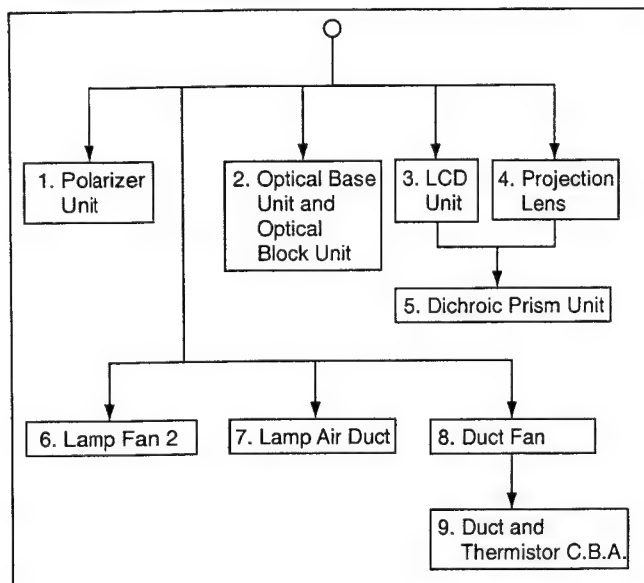 1. Polarizer
Unit
2. Optical Base
Unit and
Optical
Block Unit
3. LCD
Unit
4. Projection
Lens
5. Dichroic Prism Unit
6. Lamp Fan 2
7. Lamp Air Duct
8. Duct Fan
9. Duct and
Thermistor C.B.A.